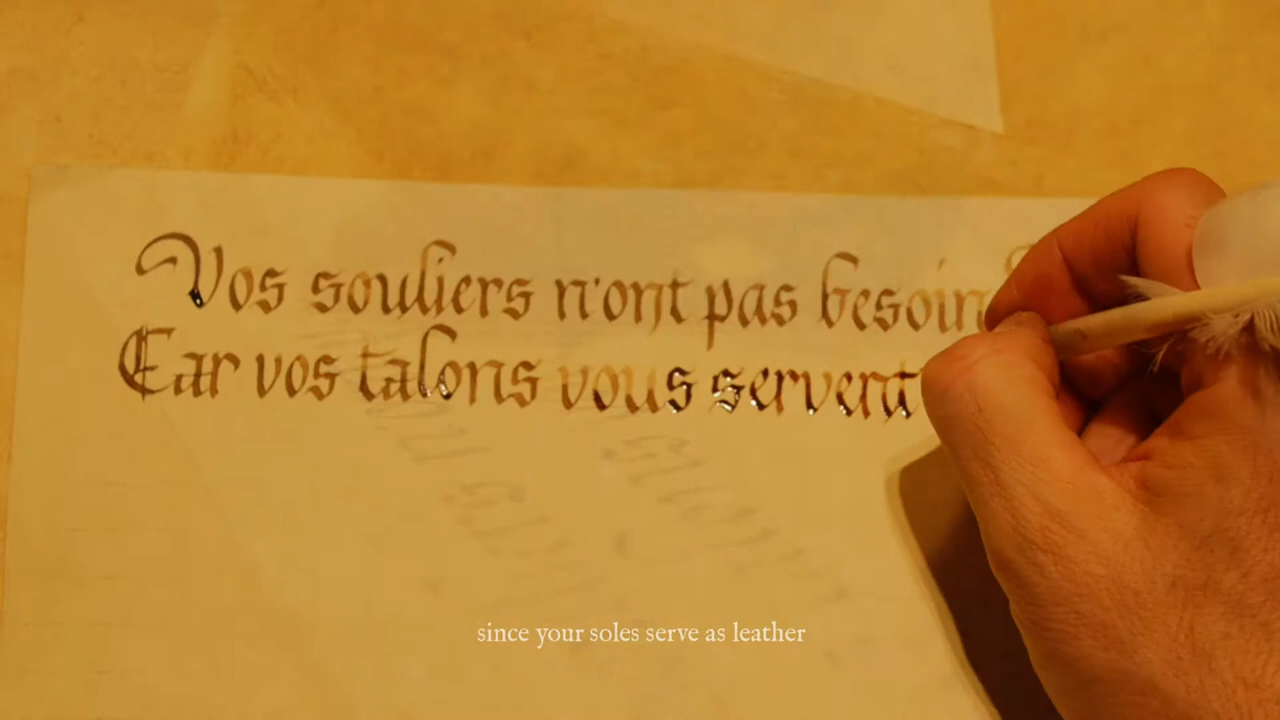 Vos souliers n'ont pas besoin
Car vos talons vous servent
since your soles serve as leather